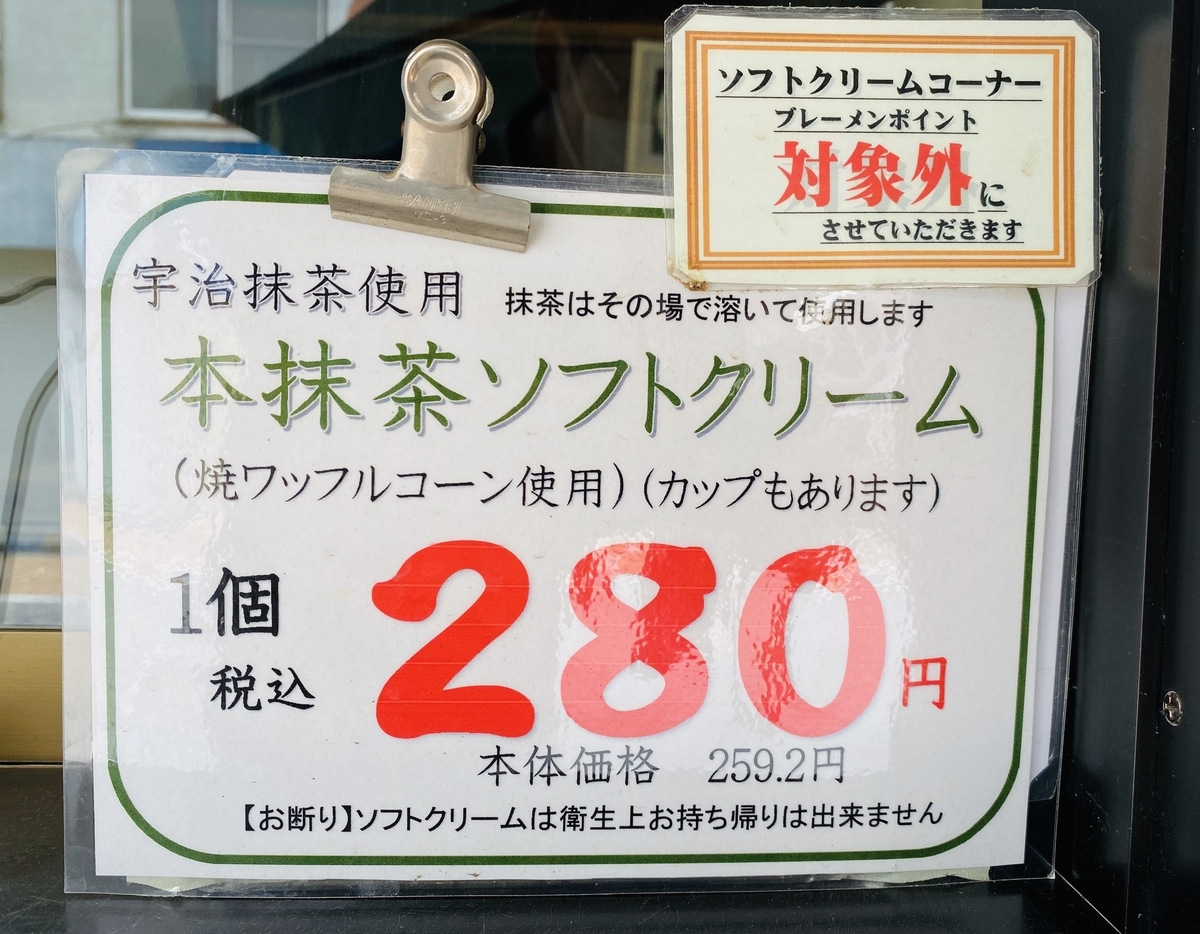 ソフトクリームコーナー
ブレーメンポイント
対象外に
させていただきます
SANKEI
宇治抹茶使用 抹茶はその場で溶いて使用します
本抹茶ソフトクリーム
(焼ワッフルコーン使用)(カップもあります)
1個
税込
280円
本体価格 259.2円
【お断り】ソフトクリームは衛生上お持ち帰りは出来ません